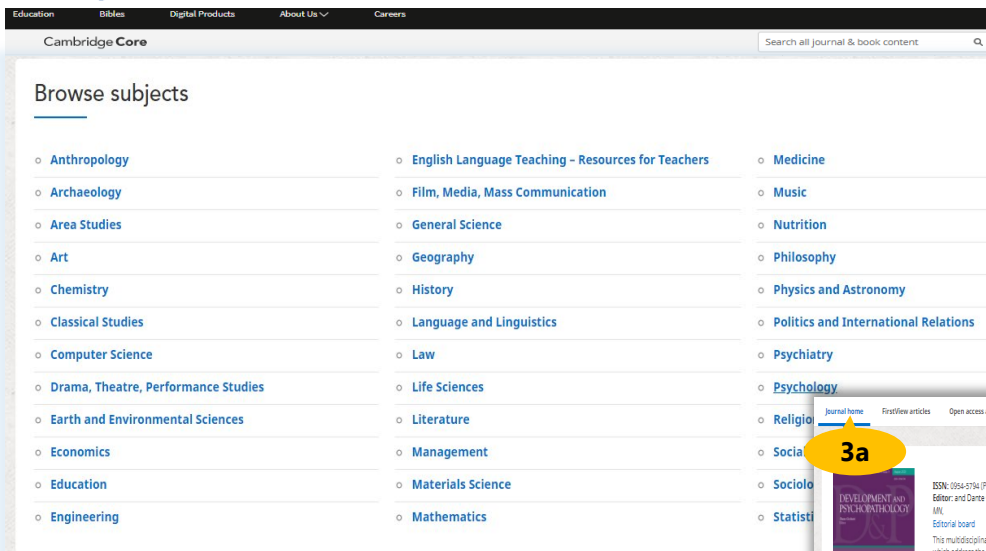 Education Bibles Digital Products About Us Careers
Cambridge Core
Search all journal & book content
Browse subjects
Anthropology
Archaeology
Area Studies
Art
Chemistry
Classical Studies
Computer Science
Drama, Theatre, Performance Studies
Earth and Environmental Sciences
Economics
Education
Engineering
English Language Teaching – Resources for Teachers
Film, Media, Mass Communication
General Science
Geography
History
Language and Linguistics
Law
Life Sciences
Literature
Management
Materials Science
Mathematics
Medicine
Music
Nutrition
Philosophy
Physics and Astronomy
Politics and International Relations
Psychiatry
Psychology
Religio
Social
Sociolo
Statisti
Journal home FirstView articles Open access
3a
DEVELOPMENT AND
PSYCHOPATHOLOGY
ISSN: 0954-5794 (P
Editor: and Dante
MN,
Editorial board
This multidisciplina